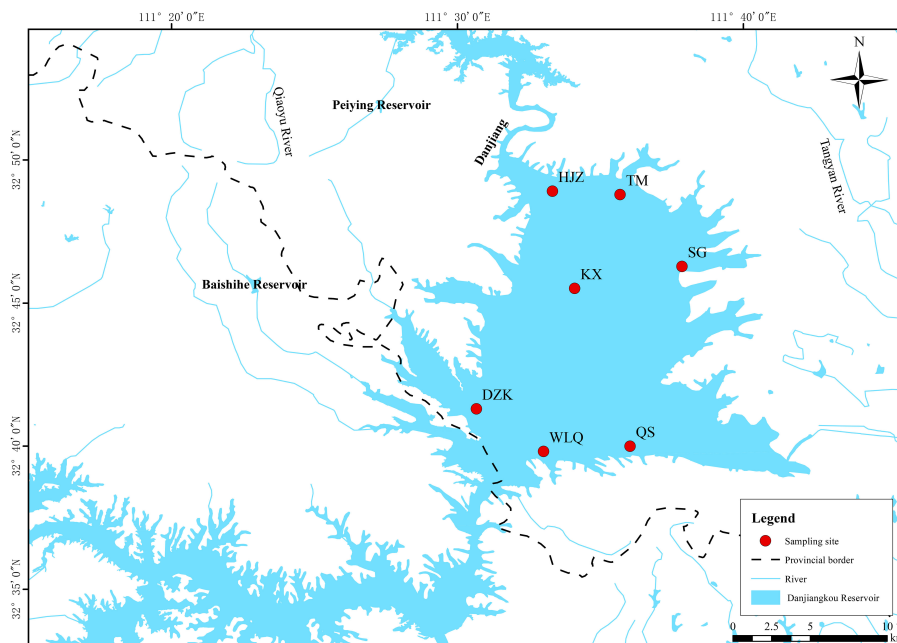 111° 20′0″E
111° 30′0″E
111° 40′0″E
N
32° 50′0″N
32° 45′0″N
32° 40′0″N
32° 35′0″N
Qiaoyu River
Peiying Reservoir
Danjiang
Tangyan River
HJZ
TM
SG
KX
Baishihe Reservoir
DZK
WLQ
QS
Legend
Sampling site
Provincial border
River
Danjiangkou Reservoir
0 2.5 5 10